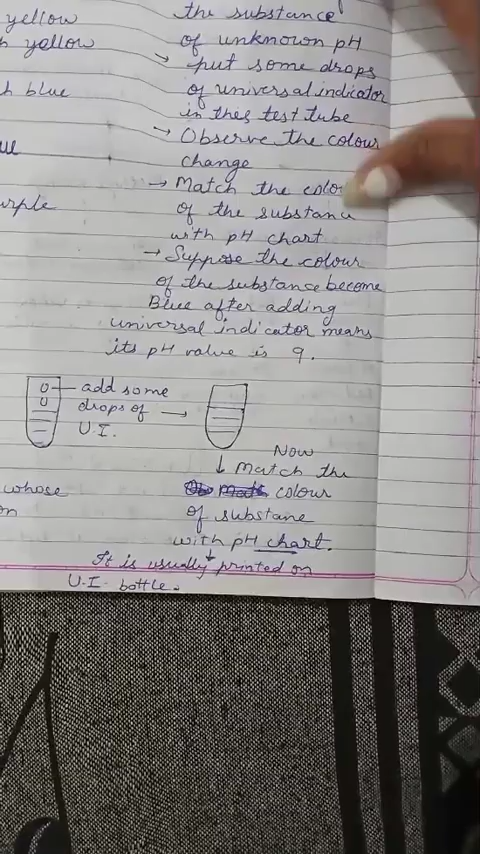 yellow
yellow
blue
the substance
of unknown pH
→ put some drops
of universal indicator
in thes test tube
→ Observe the colour
change
→ Match the colo
of the substanc
with pH chart
→ Suppose the colour
of the substance become
Blue after adding
universal indicator means
its pH value is 9.
add some
drops of →
U.I.
Now
↓ Match the
colour
of substane
with pH chart.
It is usually printed on
U.I. bottle.
whose
on